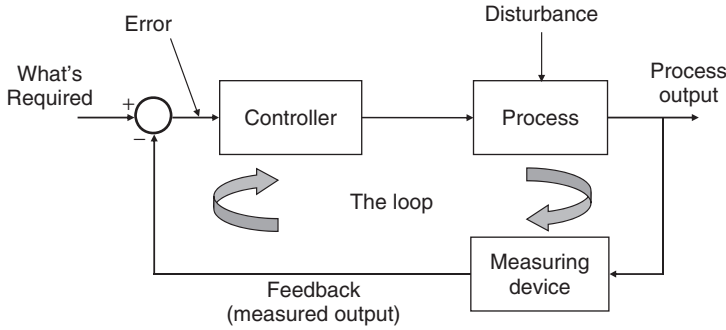 Disturbance
Error
What's
Required
Process
output
+
−
Controller
Process
The loop
Measuring
device
Feedback
(measured output)